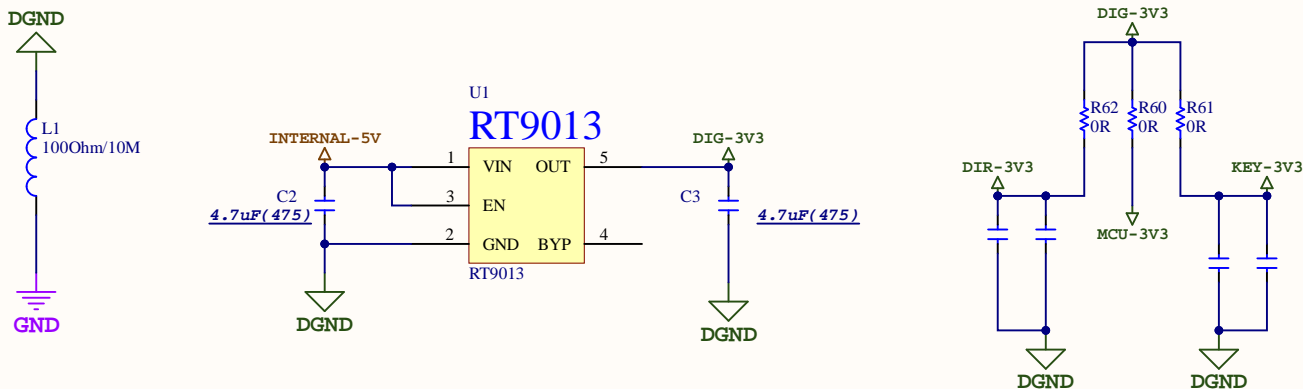 DGND
L1
100Ohm/10M
GND
INTERNAL-5V
C2
4.7uF(475)
DGND
U1
RT9013
1
VIN
OUT
5
3
EN
2
GND
BYP
4
RT9013
DIG-3V3
C3
4.7uF(475)
DGND
DIG-3V3
R62
0R
R60
0R
R61
0R
DIR-3V3
MCU-3V3
KEY-3V3
DGND
DGND